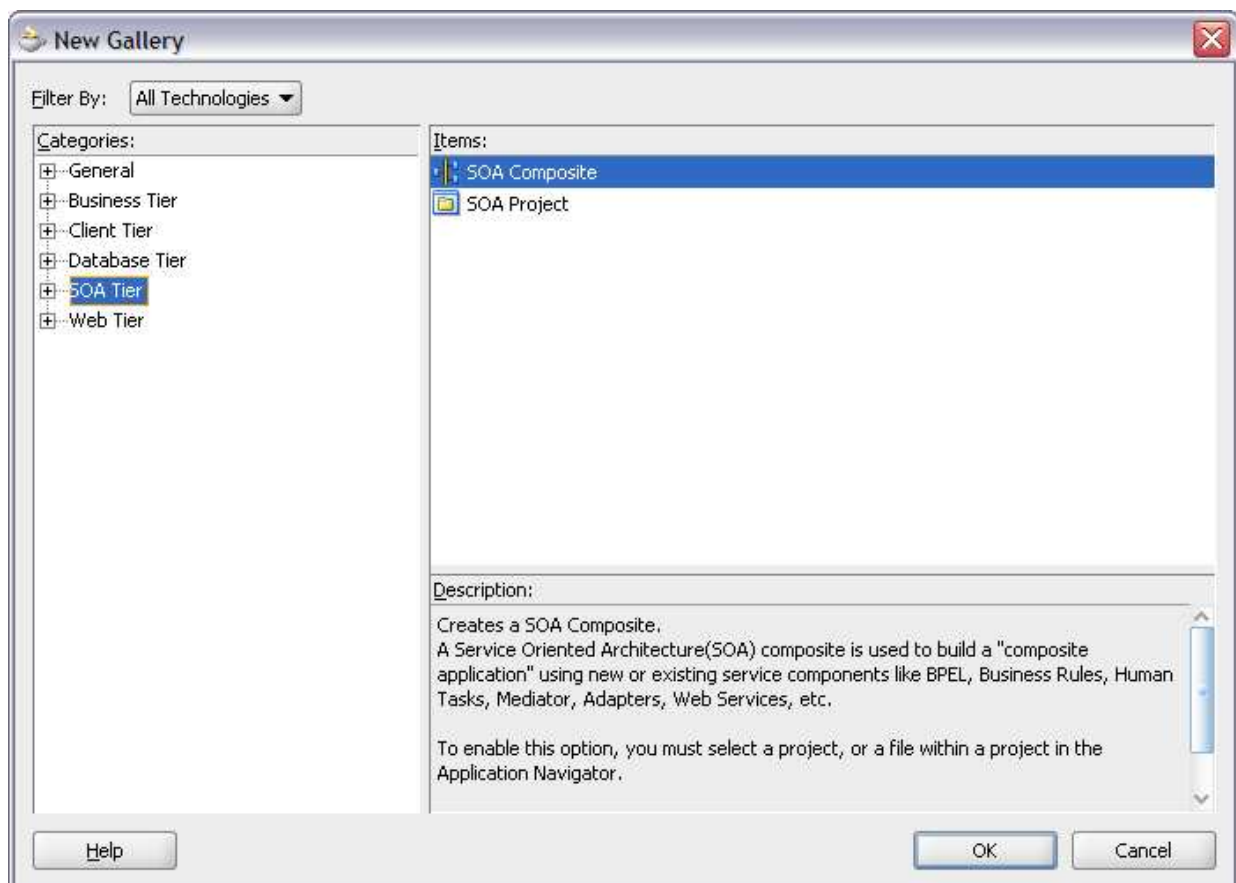 New Gallery
Filter By: All Technologies
Categories:
General
Business Tier
Client Tier
Database Tier
SOA Tier
Web Tier
Items:
SOA Composite
SOA Project
Description:
Creates a SOA Composite.
A Service Oriented Architecture(SOA) composite is used to build a "composite
application" using new or existing service components like BPEL, Business Rules, Human
Tasks, Mediator, Adapters, Web Services, etc.
To enable this option, you must select a project, or a file within a project in the
Application Navigator.
Help
OK
Cancel